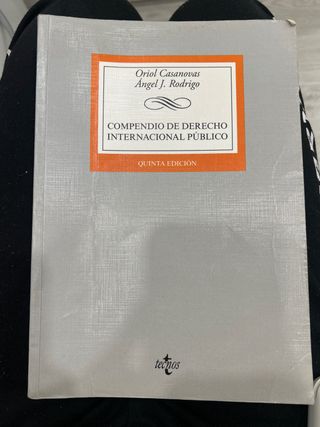 Oriol Casanovas
Ángel J. Rodrigo
COMPENDIO DE DERECHO
INTERNACIONAL PÚBLICO
QUINTA EDICIÓN
tecnos